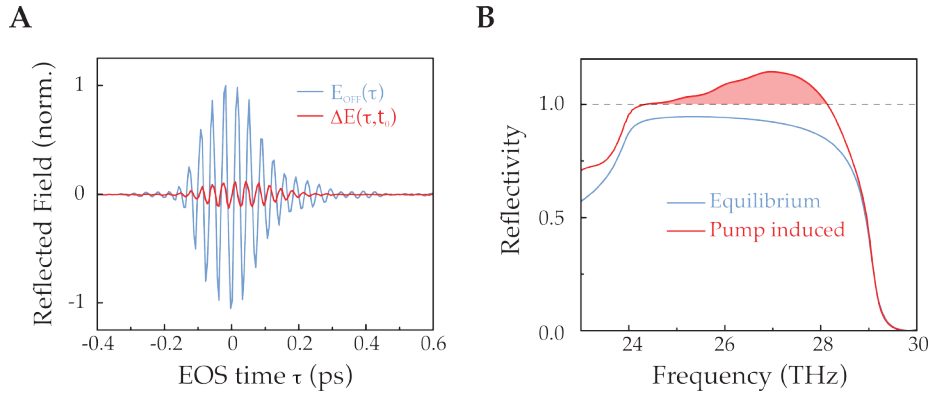 A
Reflected Field (norm.)
1
0
-1
E_OFF(τ)
ΔE(τ,t₀)
-0.4 -0.2 0 0.2 0.4 0.6
EOS time τ (ps)
B
Reflectivity
1.0
0.5
0.0
Equilibrium
Pump induced
24 26 28 30
Frequency (THz)